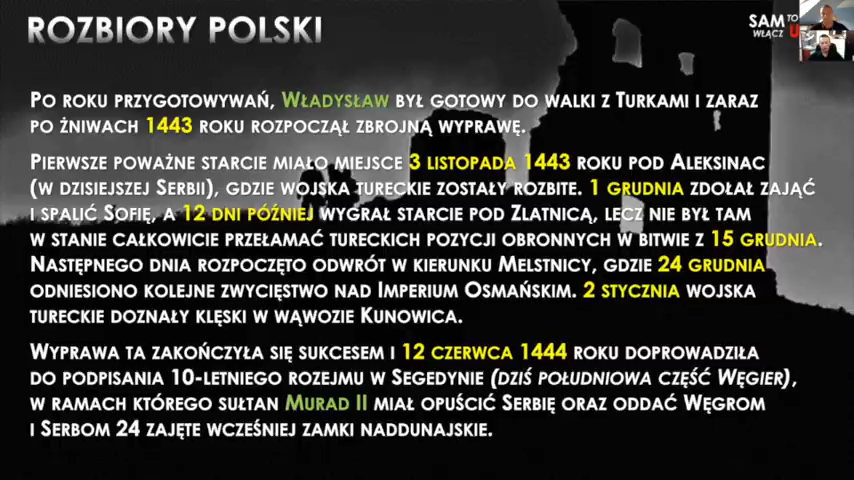 ROZBIORY POLSKI
SAM TO
WŁĄCZ
PO ROKU PRZYGOTOWYWAŃ, WŁADYSŁAW BYŁ GOTOWY DO WALKI Z TURKAMI I ZARAZ
PO ŻNIWACH 1443 ROKU ROZPOCZĄŁ ZBROJNĄ WYPRAWĘ.
PIERWSZE POWAŻNE STARCIE MIAŁO MIEJSCE 3 LISTOPADA 1443 ROKU POD ALEKSINAC
(W DZISIEJSZEJ SERBII), GDZIE WOJSKA TURECKIE ZOSTAŁY ROZBITE. 1 GRUDNIA ZDOŁAŁ ZAJĄĆ
I SPALIĆ SOFIĘ, A 12 DNI PÓŹNIEJ WYGRAŁ STARCIE POD ZLATNICĄ, LECZ NIE BYŁ TAM
W STANIE CAŁKOWICIE PRZEŁAMAĆ TURECKICH POZYCJI OBRONNYCH W BITWIE Z 15 GRUDNIA.
NASTĘPNEGO DNIA ROZPOCZĘTO ODWRÓT W KIERUNKU MELSTNICY, GDZIE 24 GRUDNIA
ODNIESIONO KOLEJNE ZWYCIĘSTWO NAD IMPERIUM OSMAŃSKIM. 2 STYCZNIA WOJSKA
TURECKIE DOZNAŁY KLĘSKI W WĄWOZIE KUNOWICA.
WYPRAWA TA ZAKOŃCZYŁA SIĘ SUKCESEM I 12 CZERWCA 1444 ROKU DOPROWADZIŁA
DO PODPISANIA 10-LETNIEGO ROZEJMU W SEGEDYNIE (DZIŚ POŁUDNIOWA CZĘŚĆ WĘGIER),
W RAMACH KTÓREGO SUŁTAN MURAD II MIAŁ OPUŚCIĆ SERBIĘ ORAZ ODDAĆ WĘGROM
I SERBOM 24 ZAJĘTE WCZEŚNIEJ ZAMKI NADDUNAJSKIE.